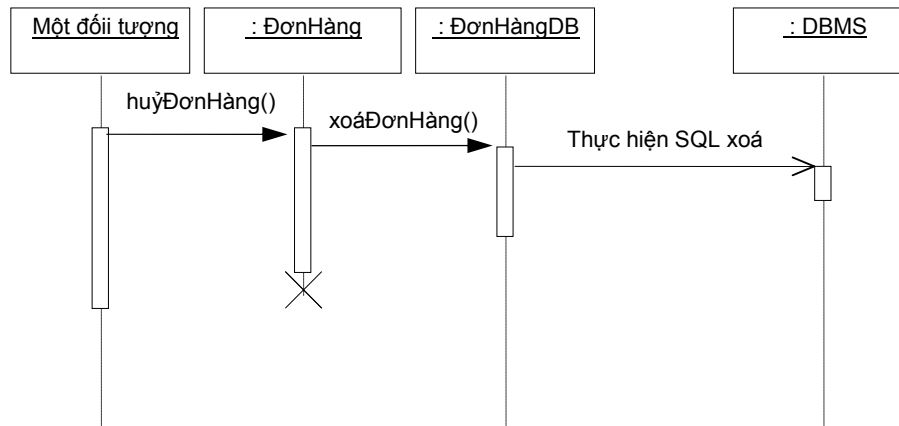 Một đốii tượng
: ĐơnHàng
: ĐơnHàngDB
: DBMS
huỷĐơnHàng()
xoáĐơnHàng()
Thực hiện SQL xoá